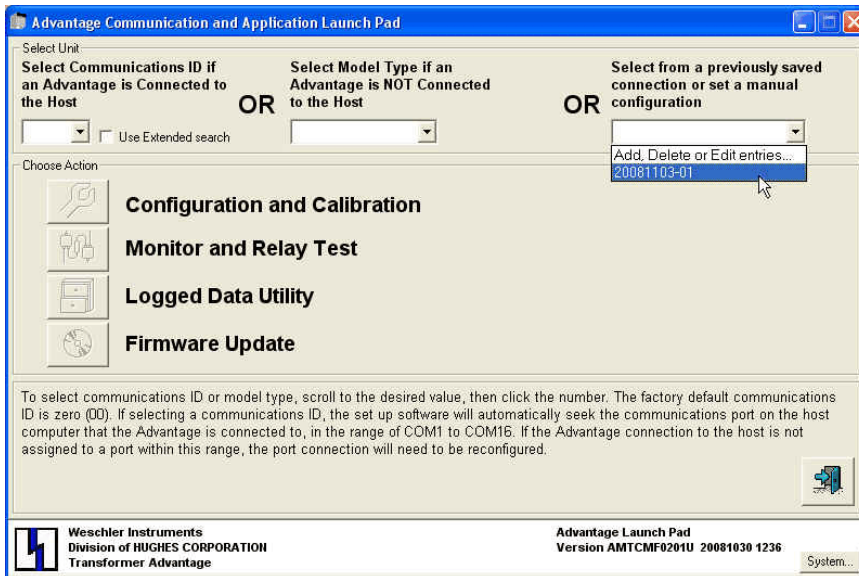 Advantage Communication and Application Launch Pad
Select Unit
Select Communications ID if
an Advantage is Connected to
the Host
OR
Select Model Type if an
Advantage is NOT Connected
to the Host
OR
Select from a previously saved
connection or set a manual
configuration
Use Extended search
Add, Delete or Edit entries...
20081103-01
Choose Action
Configuration and Calibration
Monitor and Relay Test
Logged Data Utility
Firmware Update
To select communications ID or model type, scroll to the desired value, then click the number. The factory default communications
ID is zero (00). If selecting a communications ID, the set up software will automatically seek the communications port on the host
computer that the Advantage is connected to, in the range of COM1 to COM16. If the Advantage connection to the host is not
assigned to a port within this range, the port connection will need to be reconfigured.
Weschler Instruments
Division of HUGHES CORPORATION
Transformer Advantage
Advantage Launch Pad
Version AMTCMF0201U 20081030 1236
System...